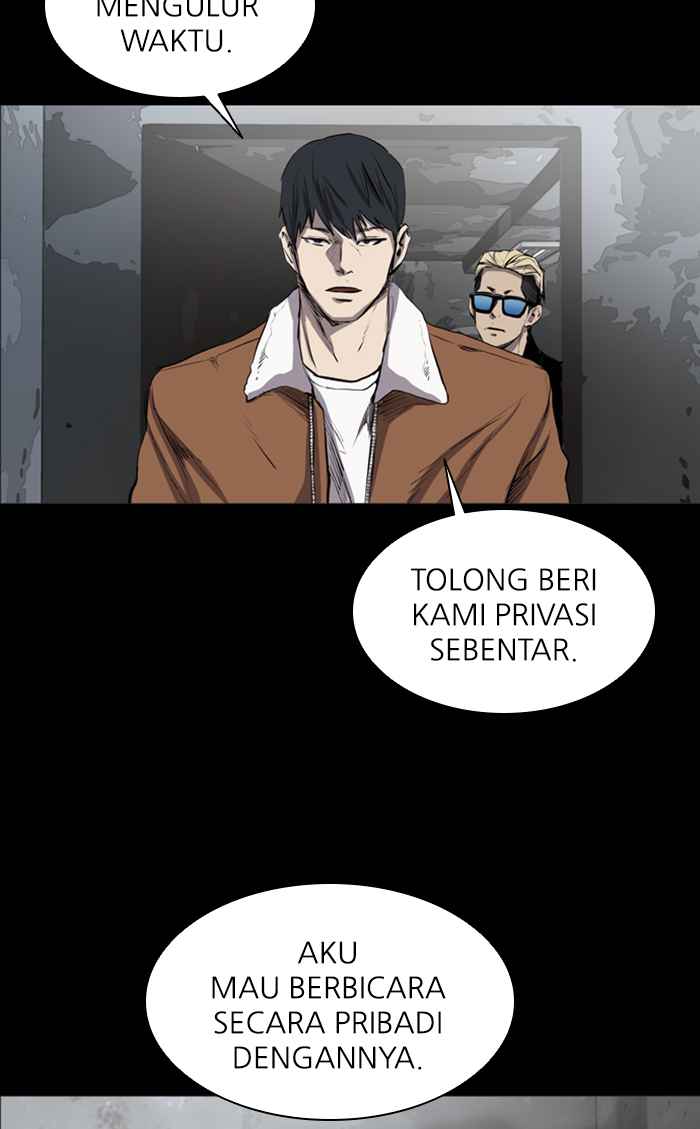 MENGULUR
WAKTU.
TOLONG BERI
KAMI PRIVASI
SEBENTAR.
AKU
MAU BERBICARA
SECARA PRIBADI
DENGANNYA.